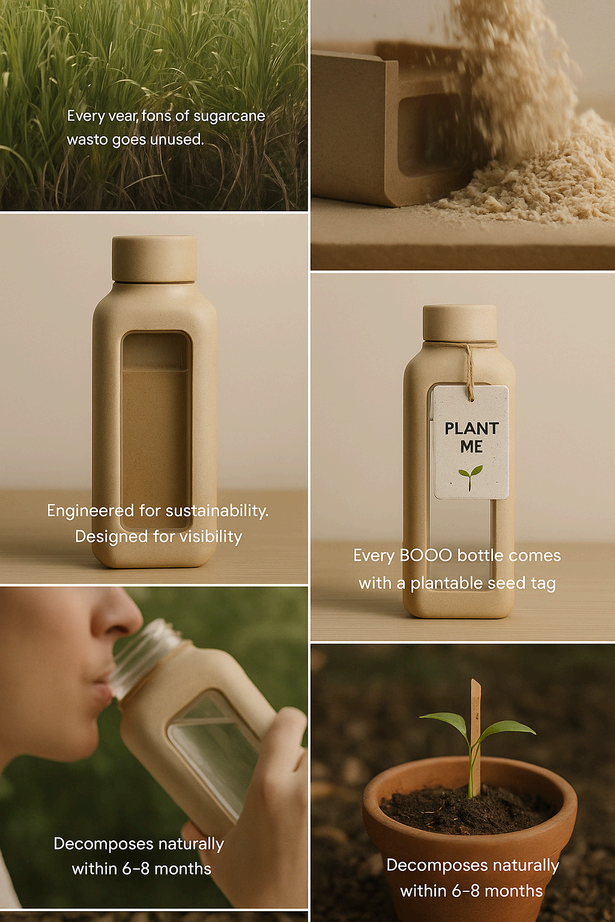 Every vear, fons of sugarcane
wasto goes unused.
Engineered for sustainability.
Designed for visibility
PLANT
ME
Every BOOO bottle comes
with a plantable seed tag
Decomposes naturally
within 6–8 months
Decomposes naturally
within 6–8 months